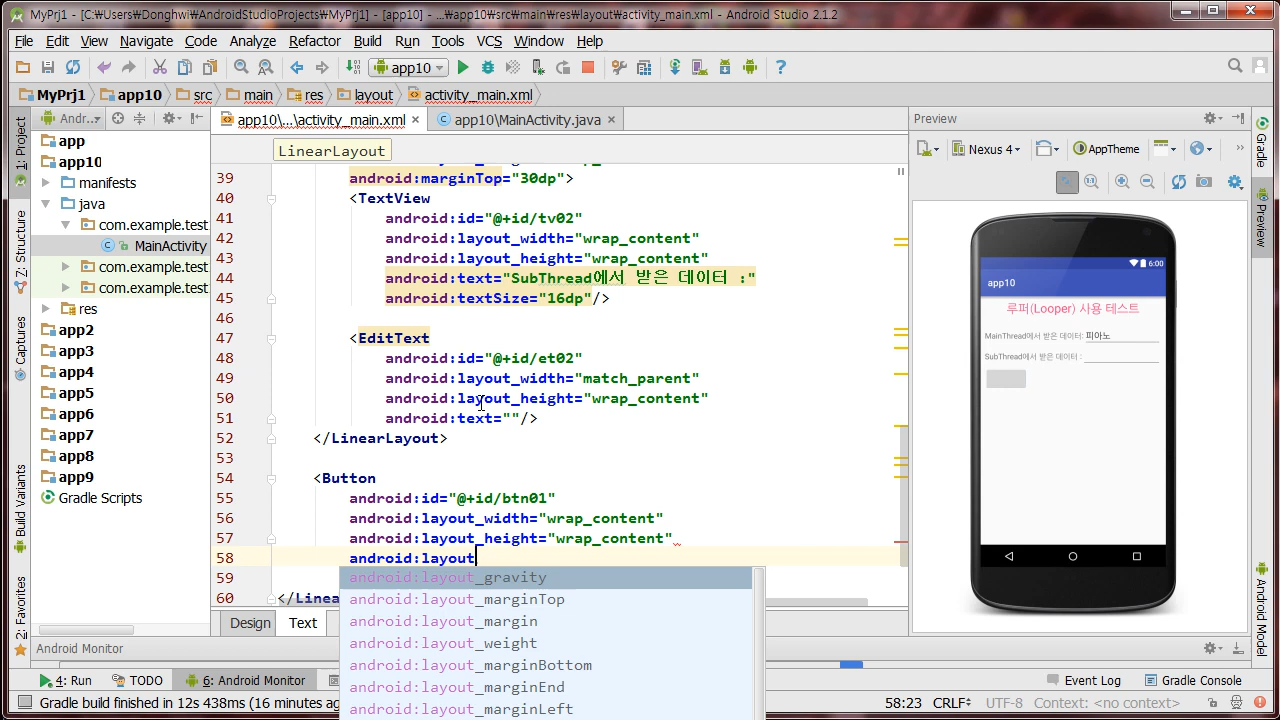 MyPrj1 - [C:₩Users₩Donghwi₩AndroidStudioProjects₩MyPrj1] - [app10] - ...₩app10₩src₩main₩res₩layout₩activity_main.xml - Android Studio 2.1.2
File Edit View Navigate Code Analyze Refactor Build Run Tools VCS Window Help
app10
MyPrj1 app10 src main res layout activity_main.xml
Andr... app10\...\activity_main.xml app10\MainActivity.java Preview
LinearLayout
Nexus 4 AppTheme
1: Project
Z: Structure
Captures
Build Variants
2: Favorites
app
app10
manifests
java
com.example.test
MainActivity
com.example.test
com.example.test
res
app2
app3
app4
app5
app6
app7
app8
app9
Gradle Scripts
39 android:marginTop="30dp">
40 <TextView
41 android:id="@+id/tv02"
42 android:layout_width="wrap_content"
43 android:layout_height="wrap_content"
44 android:text="SubThread에서 받은 데이터 :"
45 android:textSize="16dp"/>
46
47 <EditText
48 android:id="@+id/et02"
49 android:layout_width="match_parent"
50 android:layout_height="wrap_content"
51 android:text=""/>
52 </LinearLayout>
53
54 <Button
55 android:id="@+id/btn01"
56 android:layout_width="wrap_content"
57 android:layout_height="wrap_content"
58 android:layout
59
60 </Linea
android:layout_gravity
android:layout_marginTop
android:layout_margin
android:layout_weight
android:layout_marginBottom
android:layout_marginEnd
android:layout_marginLeft
Design Text
6:00
app10
루퍼(Looper) 사용 테스트
MainThread에서 받은 데이터: 피아노
SubThread에서 받은 데이터 :
Gradle
Preview
Android Model
Android Monitor
4: Run TODO 6: Android Monitor Event Log Gradle Console
Gradle build finished in 12s 438ms (16 minutes ag 58:23 CRLF÷ UTF-8 Context: <no context>